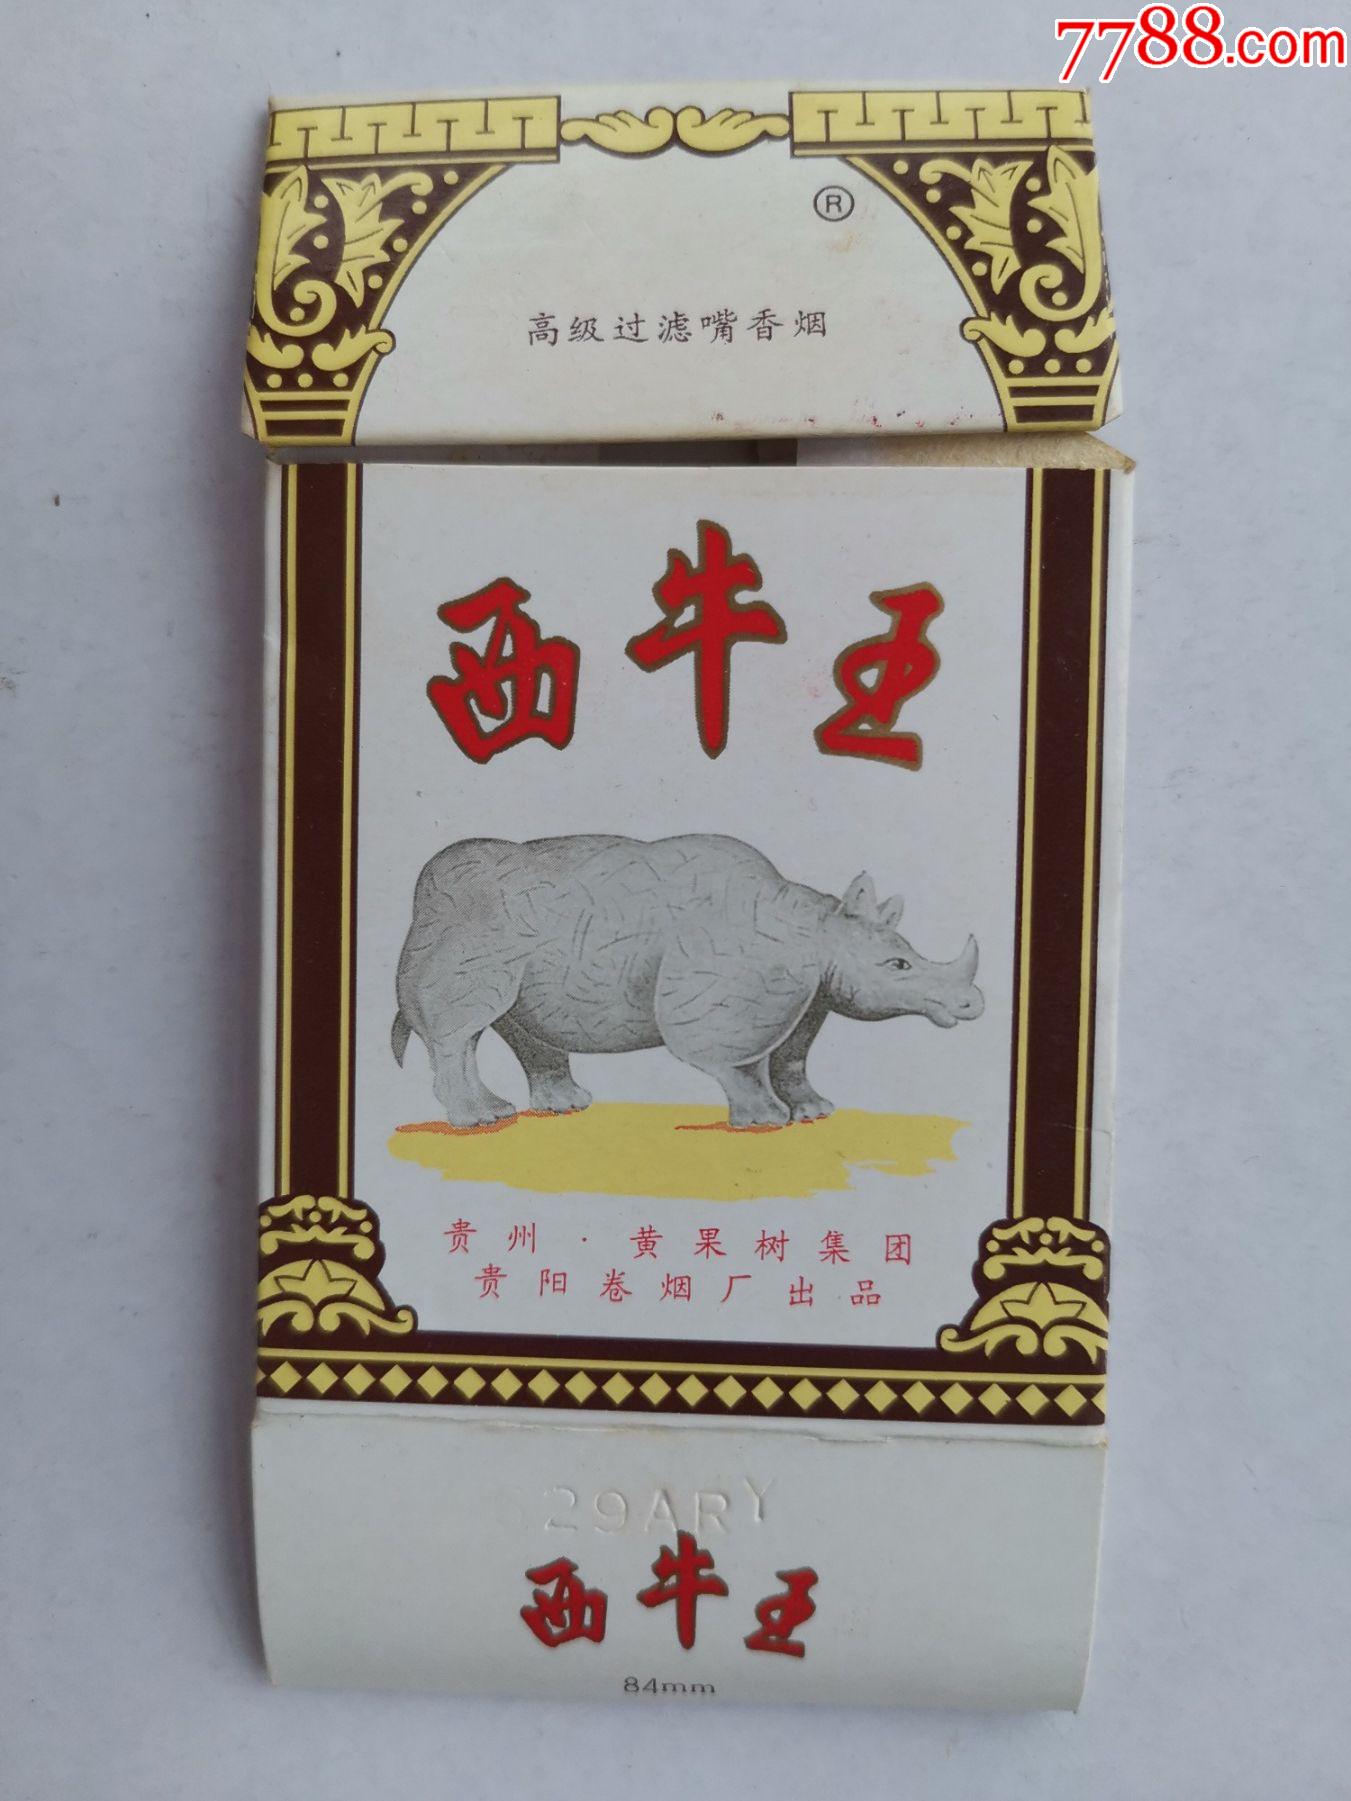 7788.com
®
高级过滤嘴香烟
西牛王
贵州·黄果树集团
贵阳卷烟厂出品
29ARY
西牛王
84mm